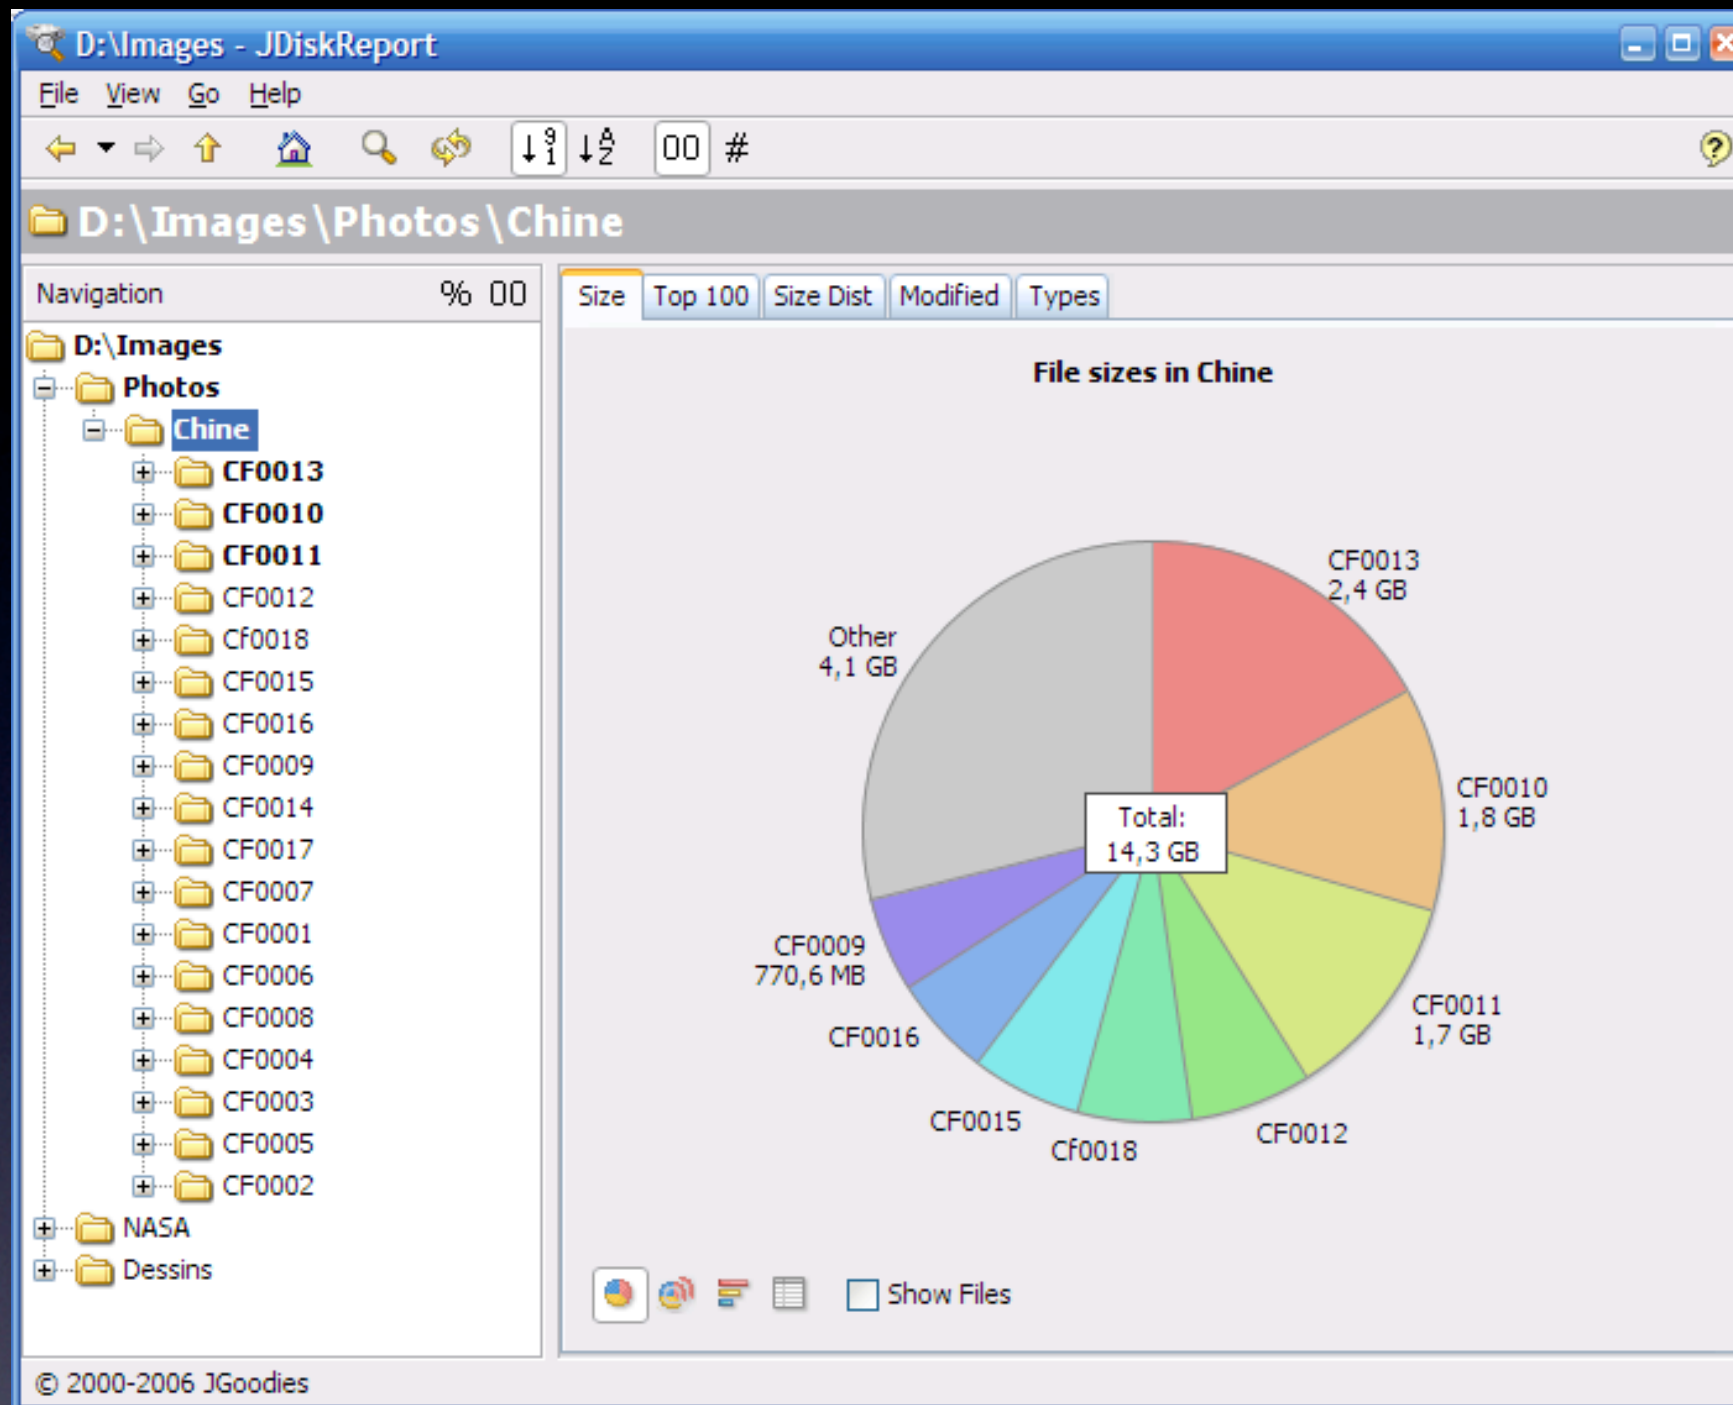 D:\Images - JDiskReport
File View Go Help
9 1 A Z 00 #
?
D:\Images\Photos\Chine
Navigation % 00
Size Top 100 Size Dist Modified Types
D:\Images
Photos
Chine
CF0013
CF0010
CF0011
CF0012
Cf0018
CF0015
CF0016
CF0009
CF0014
CF0017
CF0007
CF0001
CF0006
CF0008
CF0004
CF0003
CF0005
CF0002
NASA
Dessins
File sizes in Chine
CF0013
2,4 GB
Other
4,1 GB
CF0010
1,8 GB
Total:
14,3 GB
CF0009
770,6 MB
CF0011
1,7 GB
CF0016
CF0015
Cf0018
CF0012
Show Files
© 2000-2006 JGoodies